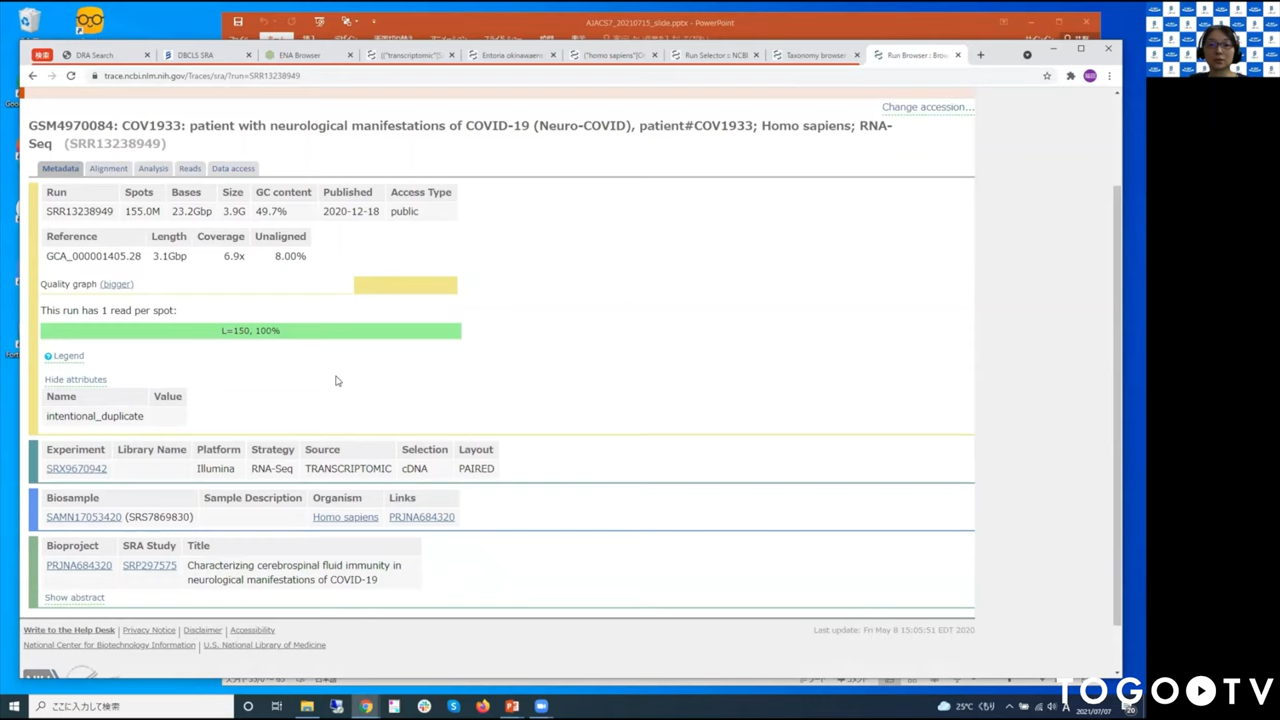 AJACS7_20210715_slide.pptx - PowerPoint
検索
DRA Search
DBCLS SRA
ENA Browser
Entoria okinawaens
Run Selector :: NCBI
Taxonomy browser
Run Browser : Brow
trace.ncbi.nlm.nih.gov/Traces/sra/?run=SRR13238949
Change accession...
GSM4970084: COV1933: patient with neurological manifestations of COVID-19 (Neuro-COVID), patient#COV1933; Homo sapiens; RNA-
Seq (SRR13238949)
Metadata Alignment Analysis Reads Data access
Run Spots Bases Size GC content Published Access Type
SRR13238949 155.0M 23.2Gbp 3.9G 49.7% 2020-12-18 public
Reference Length Coverage Unaligned
GCA_000001405.28 3.1Gbp 6.9x 8.00%
Quality graph (bigger)
This run has 1 read per spot:
L=150, 100%
Legend
Hide attributes
Name Value
intentional_duplicate
Experiment Library Name Platform Strategy Source Selection Layout
SRX9670942 Illumina RNA-Seq TRANSCRIPTOMIC cDNA PAIRED
Biosample Sample Description Organism Links
SAMN17053420 (SRS7869830) Homo sapiens PRJNA684320
Bioproject SRA Study Title
PRJNA684320 SRP297575 Characterizing cerebrospinal fluid immunity in
neurological manifestations of COVID-19
Show abstract
Write to the Help Desk | Privacy Notice | Disclaimer | Accessibility
Last update: Fri May 8 15:05:51 EDT 2020
National Center for Biotechnology Information | U.S. National Library of Medicine
ここに入力して検索
25°C くもり
A
2021/07/07
20
TOGO TV